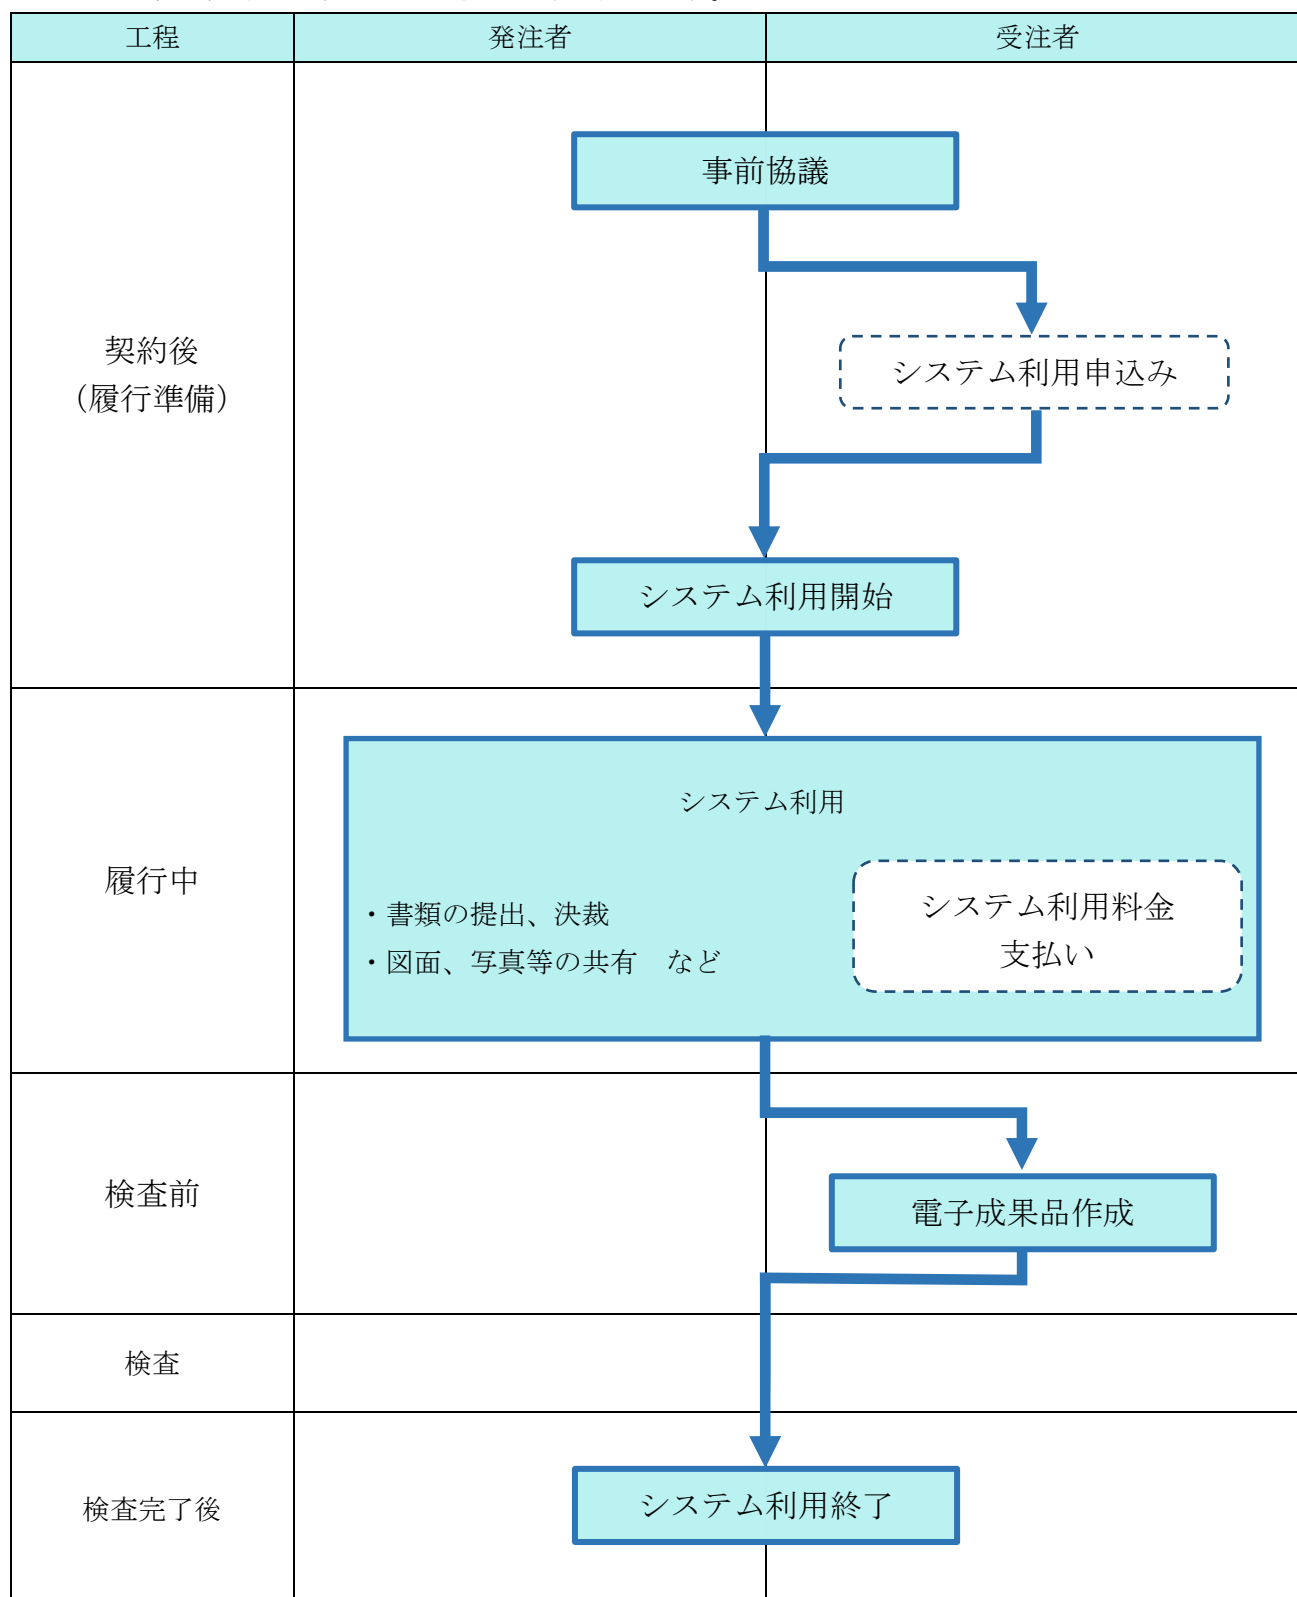 工程 発注者 受注者
事前協議
契約後
（履行準備）
システム利用申込み
システム利用開始
履行中
システム利用
・書類の提出、決裁
・図面、写真等の共有　など
システム利用料金
支払い
検査前
電子成果品作成
検査
検査完了後
システム利用終了